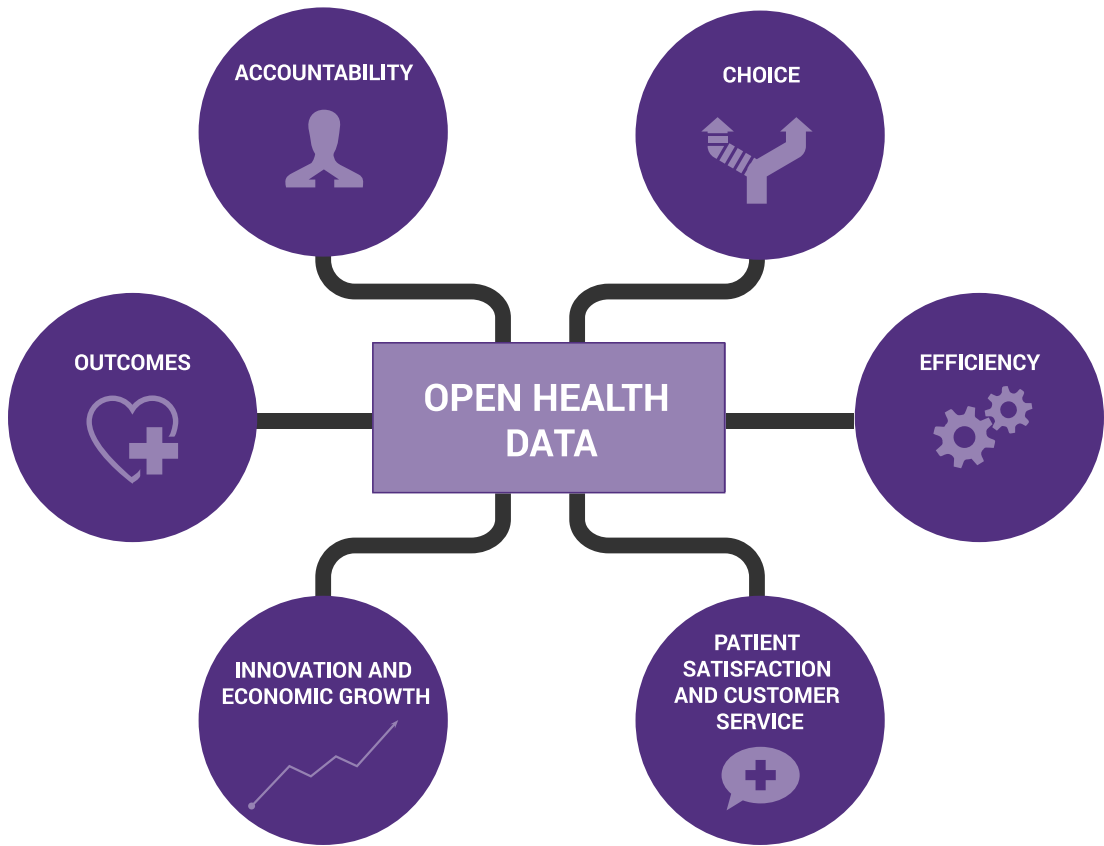 ACCOUNTABILITY
CHOICE
OUTCOMES
OPEN HEALTH
DATA
EFFICIENCY
INNOVATION AND
ECONOMIC GROWTH
PATIENT
SATISFACTION
AND CUSTOMER
SERVICE